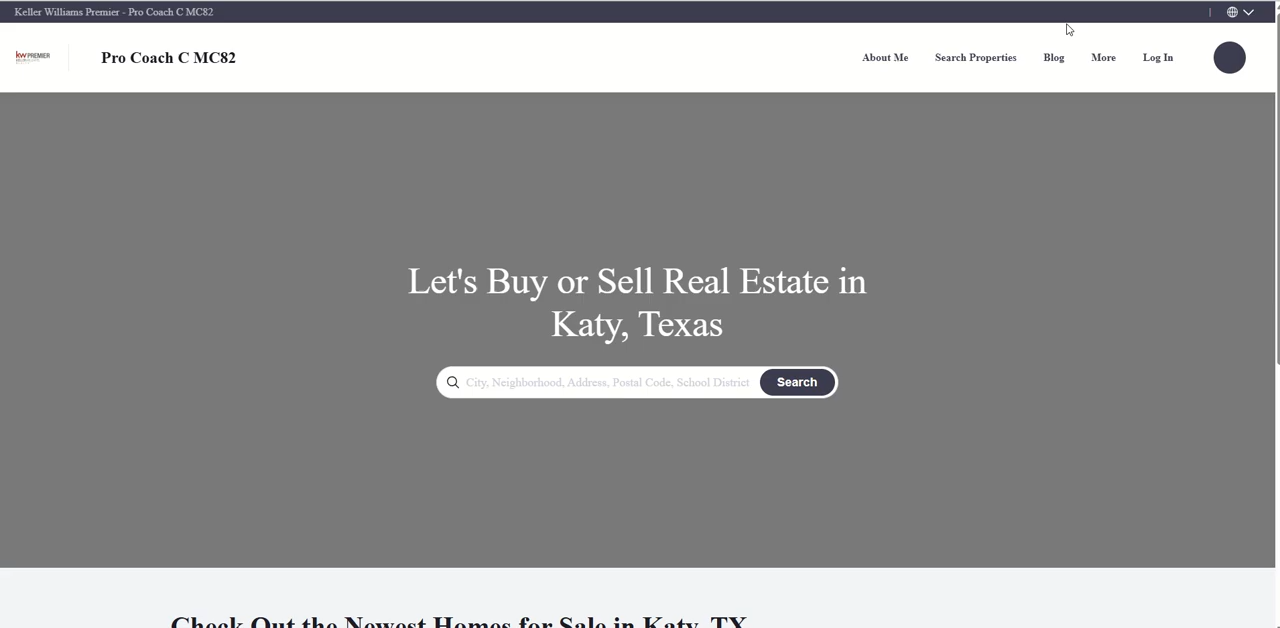 Keller Williams Premier - Pro Coach C MC82
kw PREMIER
Pro Coach C MC82
About Me
Search Properties
Blog
More
Log In
Let's Buy or Sell Real Estate in
Katy, Texas
City, Neighborhood, Address, Postal Code, School District
Search
Check Out the Newest Homes for Sale in Katy, TX